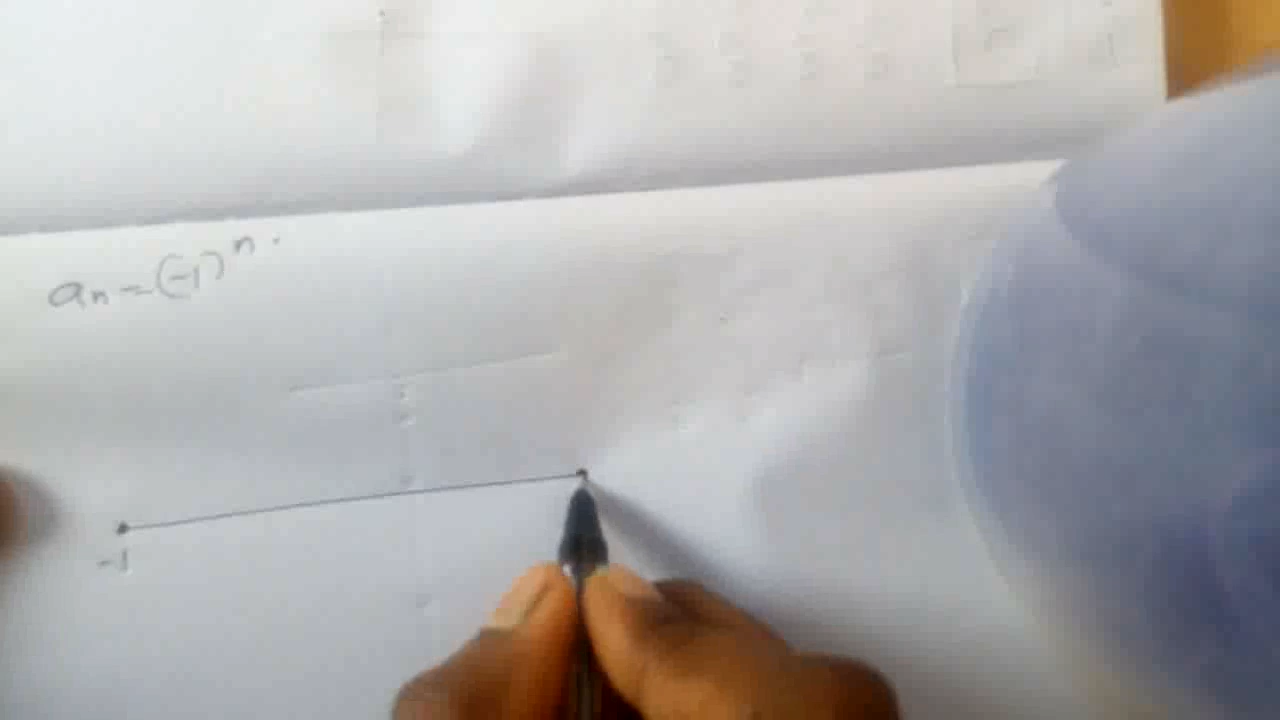 aₙ = (-1)ⁿ.
-1